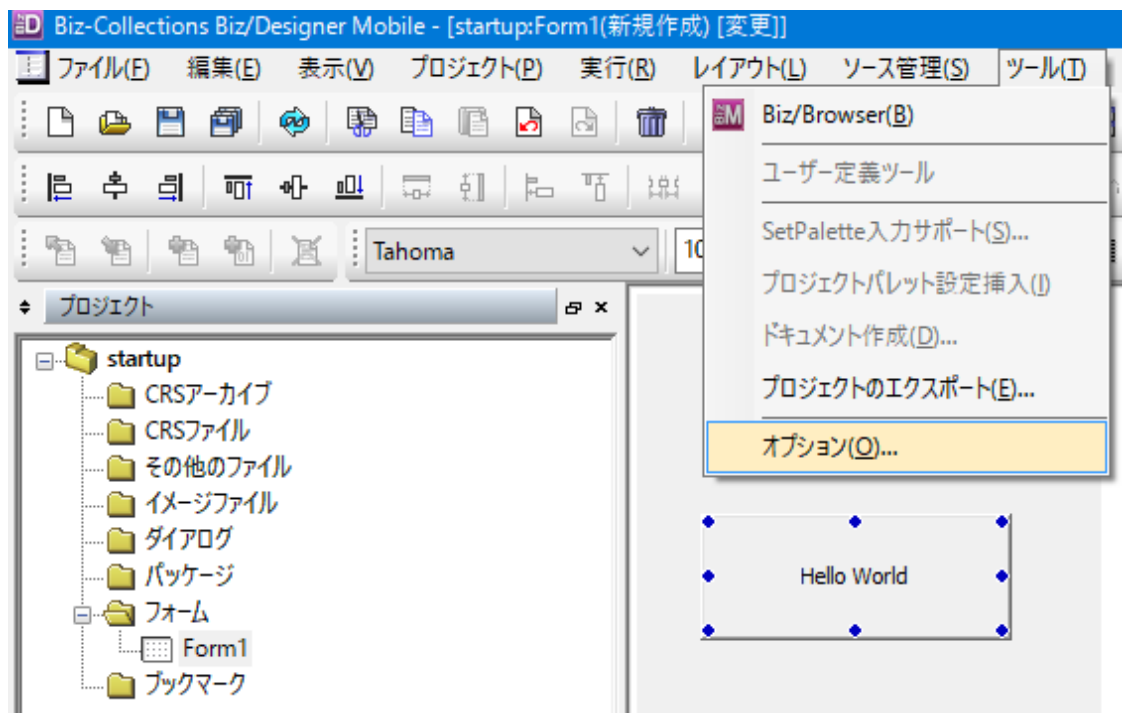 Biz-Collections Biz/Designer Mobile - [startup:Form1(新規作成) [変更]]
ファイル(F) 編集(E) 表示(V) プロジェクト(P) 実行(R) レイアウト(L) ソース管理(S) ツール(T)
Biz/Browser(B)
ユーザー定義ツール
SetPalette入力サポート(S)...
プロジェクトパレット設定挿入(I)
ドキュメント作成(D)...
プロジェクトのエクスポート(E)...
オプション(O)...
Tahoma
10
プロジェクト
startup
CRSアーカイブ
CRSファイル
その他のファイル
イメージファイル
ダイアログ
パッケージ
フォーム
Form1
ブックマーク
Hello World